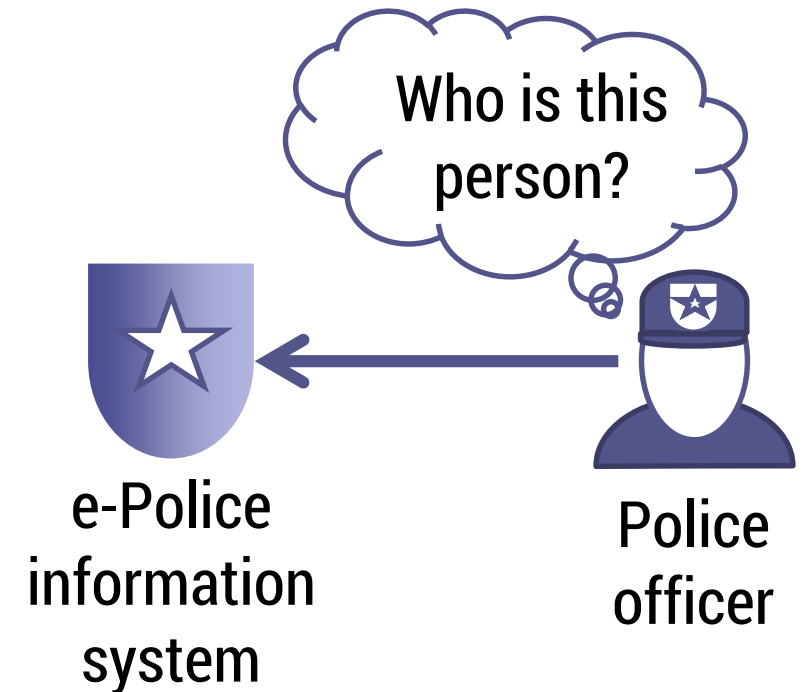 Who is this
person?
e-Police
information
system
Police
officer